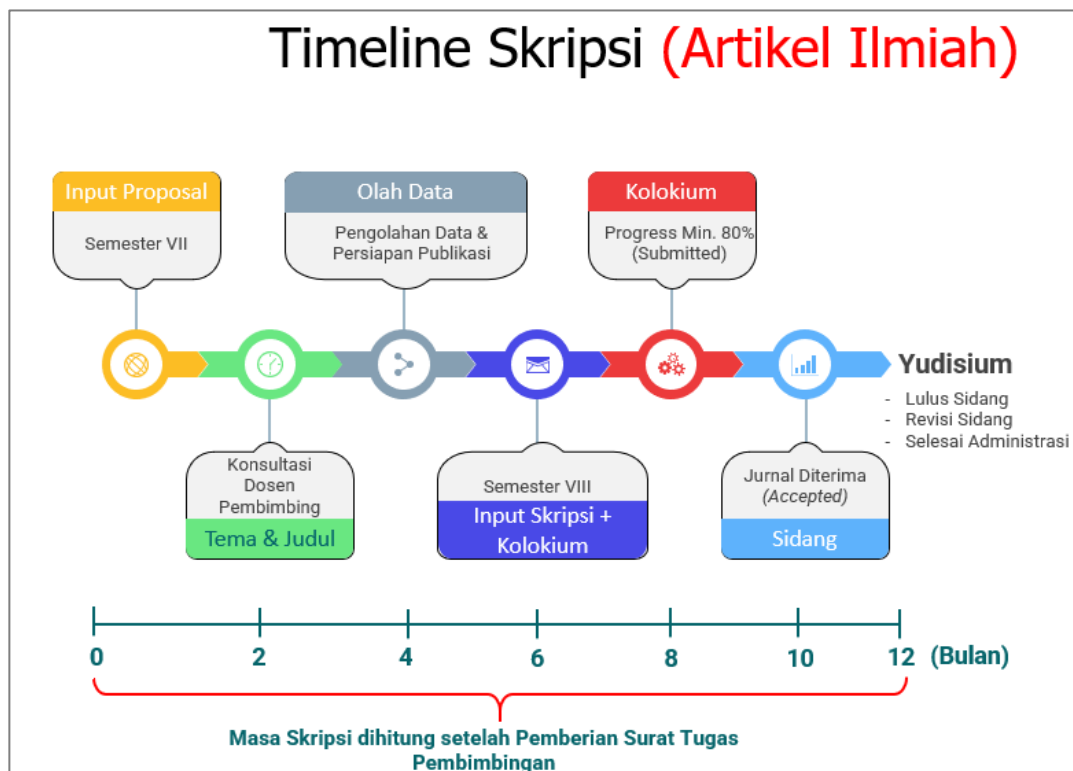 Timeline Skripsi (Artikel Ilmiah)
Input Proposal
Semester VII
Olah Data
Pengolahan Data &
Persiapan Publikasi
Kolokium
Progress Min. 80%
(Submitted)
Yudisium
- Lulus Sidang
- Revisi Sidang
- Selesai Administrasi
Konsultasi
Dosen
Pembimbing
Tema & Judul
Semester VIII
Input Skripsi +
Kolokium
Jurnal Diterima
(Accepted)
Sidang
0 2 4 6 8 10 12 (Bulan)
Masa Skripsi dihitung setelah Pemberian Surat Tugas
Pembimbingan